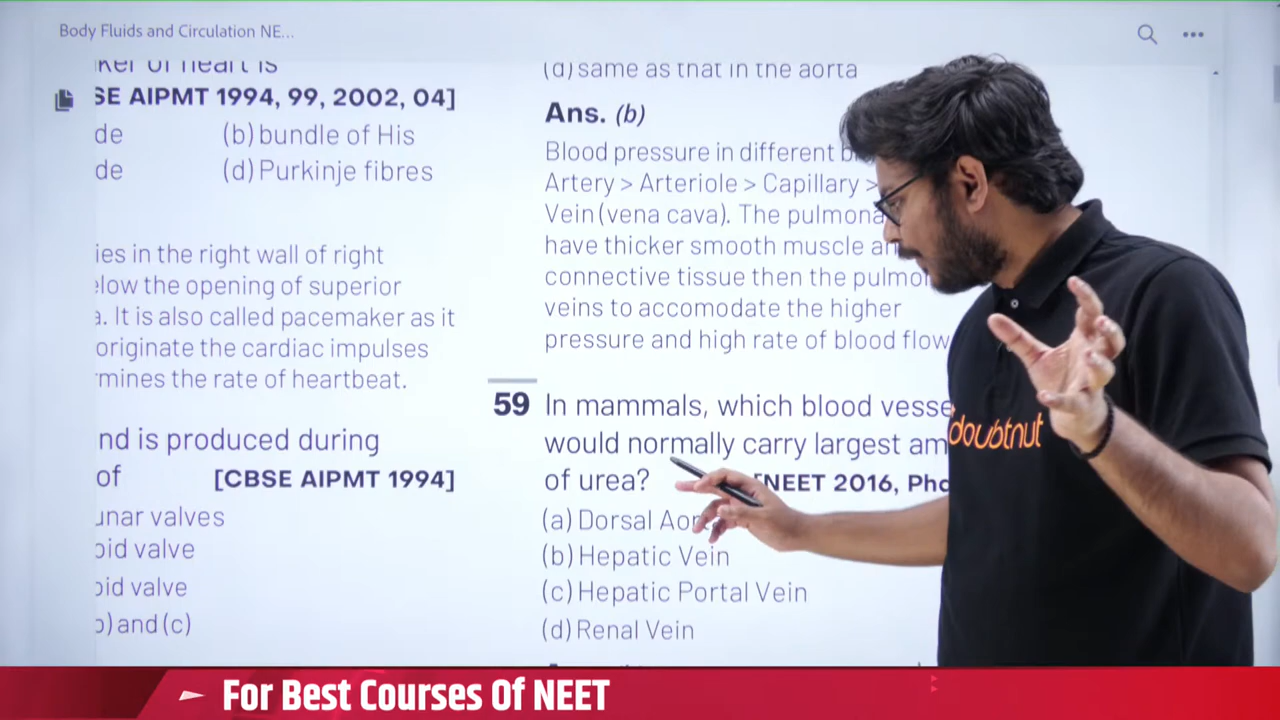 Body Fluids and Circulation NE...
of heart is
SE AIPMT 1994, 99, 2002, 04]
de (b) bundle of His
de (d) Purkinje fibres
ies in the right wall of right
elow the opening of superior
a. It is also called pacemaker as it
originate the cardiac impulses
rmines the rate of heartbeat.
nd is produced during
of [CBSE AIPMT 1994]
unar valves
pid valve
oid valve
b) and (c)
(d) same as that in the aorta
Ans. (b)
Blood pressure in different b
Artery > Arteriole > Capillary >
Vein (vena cava). The pulmona
have thicker smooth muscle an
connective tissue then the pulmo
veins to accomodate the higher
pressure and high rate of blood flow
59 In mammals, which blood vesse
would normally carry largest am
of urea? [NEET 2016, Pha
(a) Dorsal Aor
(b) Hepatic Vein
(c) Hepatic Portal Vein
(d) Renal Vein
doubtnut
For Best Courses Of NEET